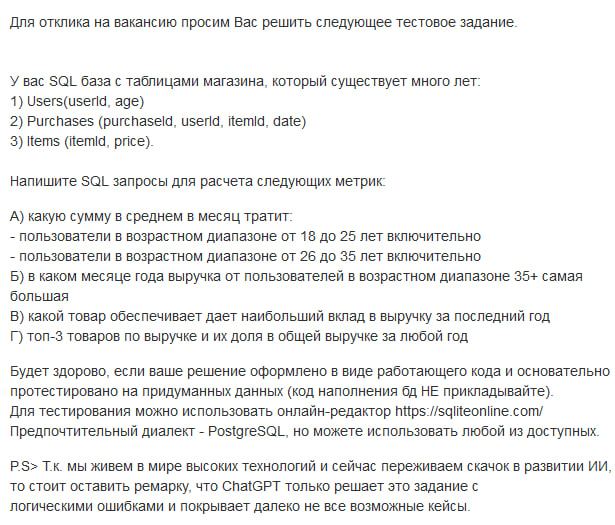 Для отклика на вакансию просим Вас решить следующее тестовое задание.
У вас SQL база с таблицами магазина, который существует много лет:
1) Users(userId, age)
2) Purchases (purchaseId, userId, itemId, date)
3) Items (itemId, price).
Напишите SQL запросы для расчета следующих метрик:
А) какую сумму в среднем в месяц тратит:
- пользователи в возрастном диапазоне от 18 до 25 лет включительно
- пользователи в возрастном диапазоне от 26 до 35 лет включительно
Б) в каком месяце года выручка от пользователей в возрастном диапазоне 35+ самая
большая
В) какой товар обеспечивает дает наибольший вклад в выручку за последний год
Г) топ-3 товаров по выручке и их доля в общей выручке за любой год
Будет здорово, если ваше решение оформлено в виде работающего кода и основательно
протестировано на придуманных данных (код наполнения бд НЕ прикладывайте).
Для тестирования можно использовать онлайн-редактор https://sqliteonline.com/
Предпочтительный диалект - PostgreSQL, но можете использовать любой из доступных.
P.S> Т.к. мы живем в мире высоких технологий и сейчас переживаем скачок в развитии ИИ,
то стоит оставить ремарку, что ChatGPT только решает это задание с
логическими ошибками и покрывает далеко не все возможные кейсы.